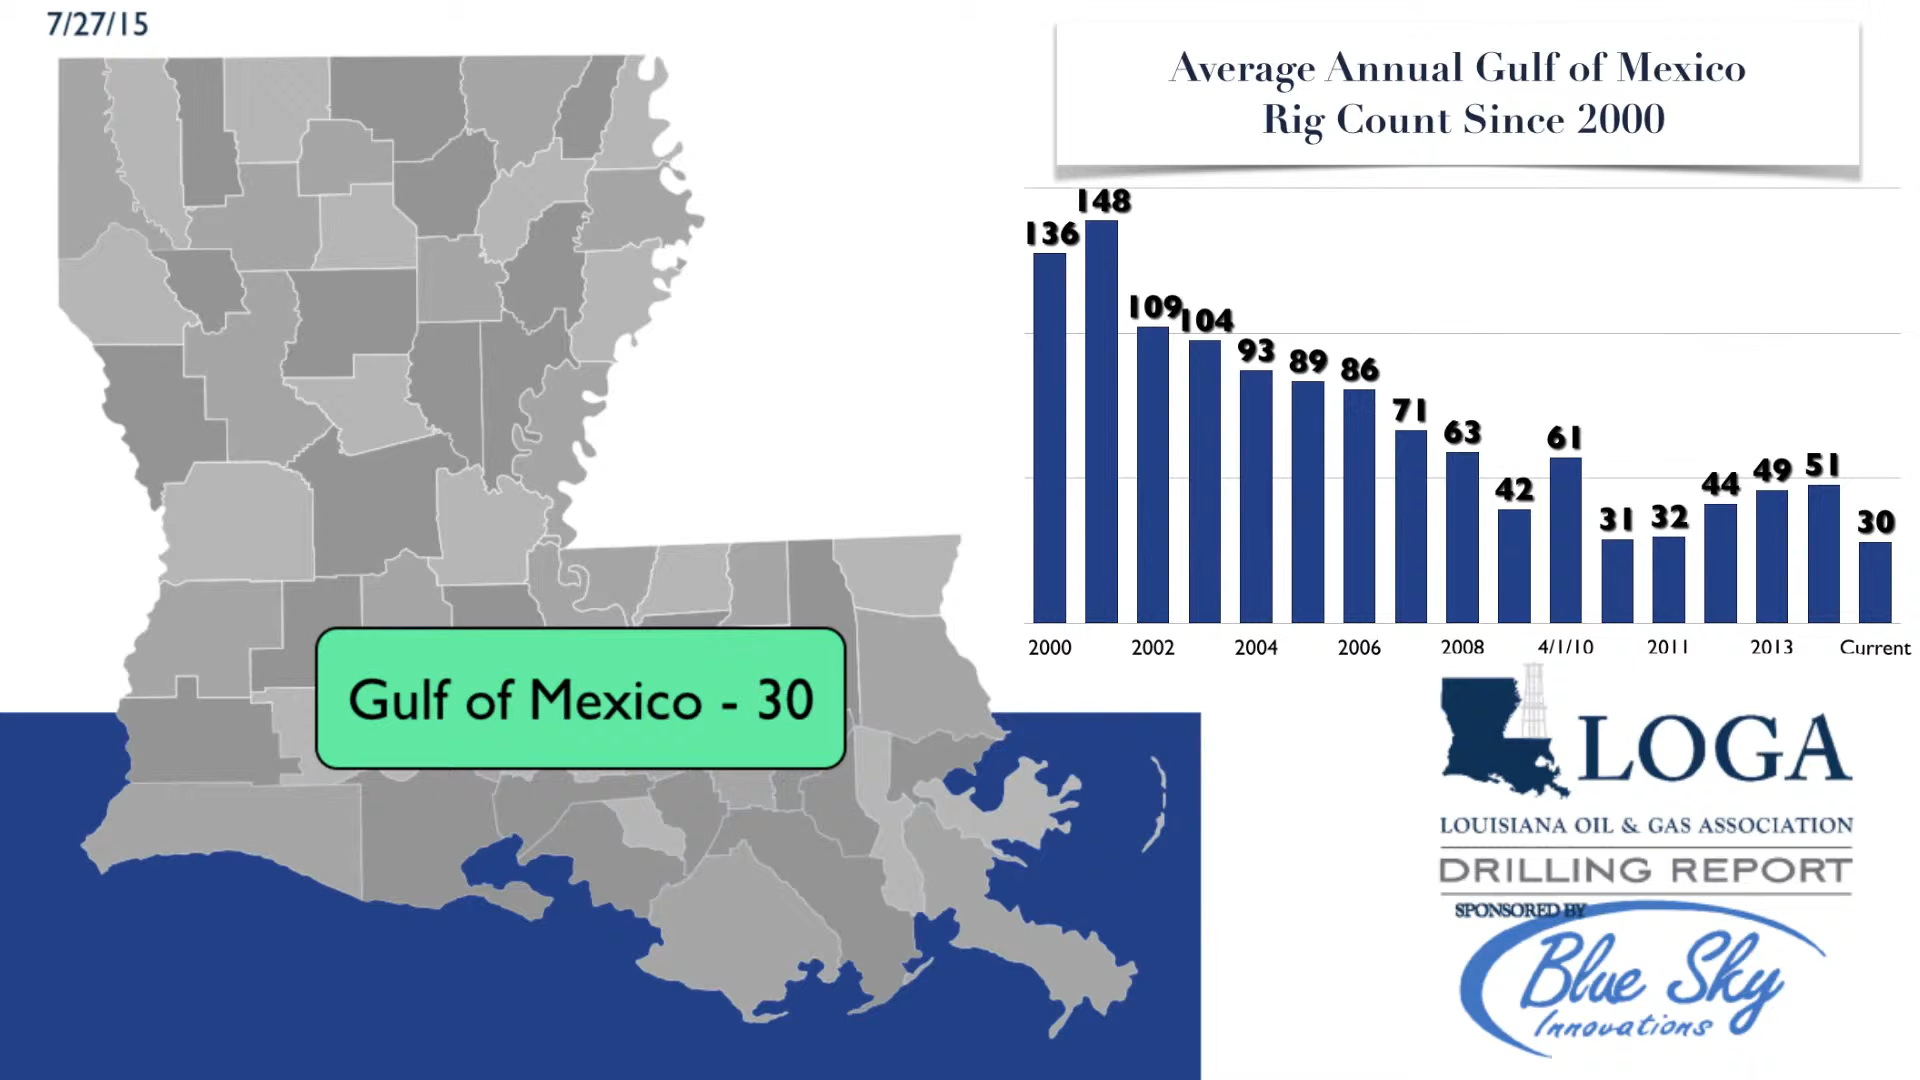 7/27/15
Average Annual Gulf of Mexico
Rig Count Since 2000
136
148
109
104
93
89
86
71
63
42
61
31
32
44
49
51
30
2000
2002
2004
2006
2008
4/1/10
2011
2013
Current
Gulf of Mexico - 30
LOGA
LOUISIANA OIL & GAS ASSOCIATION
DRILLING REPORT
SPONSORED BY
Blue Sky
Innovations